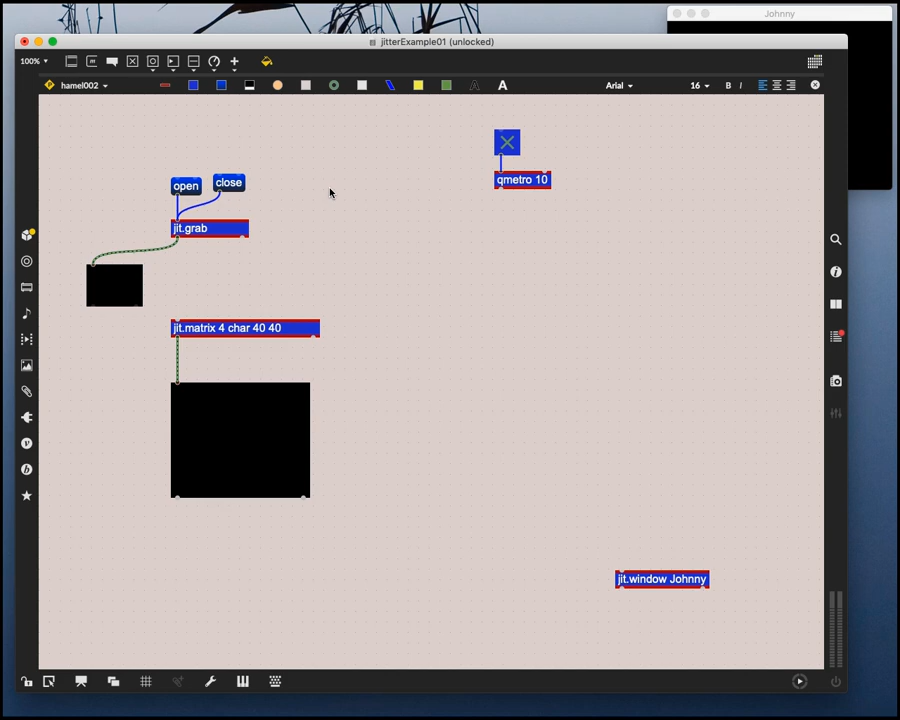 Johnny
jitterExample01 (unlocked)
100%
hamel002
Arial
16
B
I
A
A
open
close
qmetro 10
jit.grab
jit.matrix 4 char 40 40
jit.window Johnny